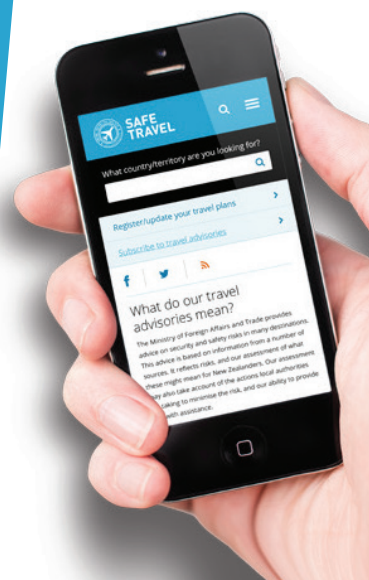 SAFE
TRAVEL
What country/territory are you looking for?
Register/update your travel plans
Subscribe to travel advisories
What do our travel
advisories mean?
The Ministry of Foreign Affairs and Trade provides
advice on security and safety risks in many destinations.
This advice is based on information from a number of
sources. It reflects risks, and our assessment of what
these might mean for New Zealanders. Our assessment
may also take account of the actions local authorities
taking to minimise the risk, and our ability to provide
with assistance.